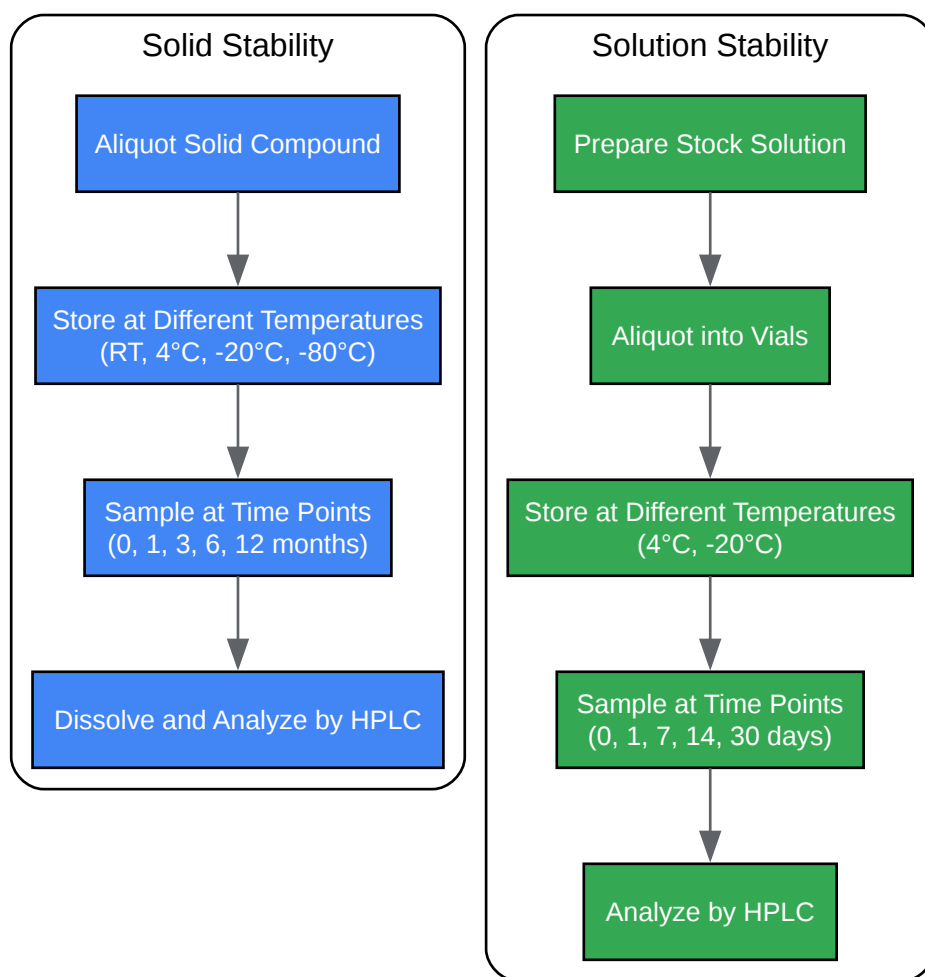 Solid Stability
Aliquot Solid Compound
Store at Different Temperatures
(RT, 4°C, -20°C, -80°C)
Sample at Time Points
(0, 1, 3, 6, 12 months)
Dissolve and Analyze by HPLC
Solution Stability
Prepare Stock Solution
Aliquot into Vials
Store at Different Temperatures
(4°C, -20°C)
Sample at Time Points
(0, 1, 7, 14, 30 days)
Analyze by HPLC